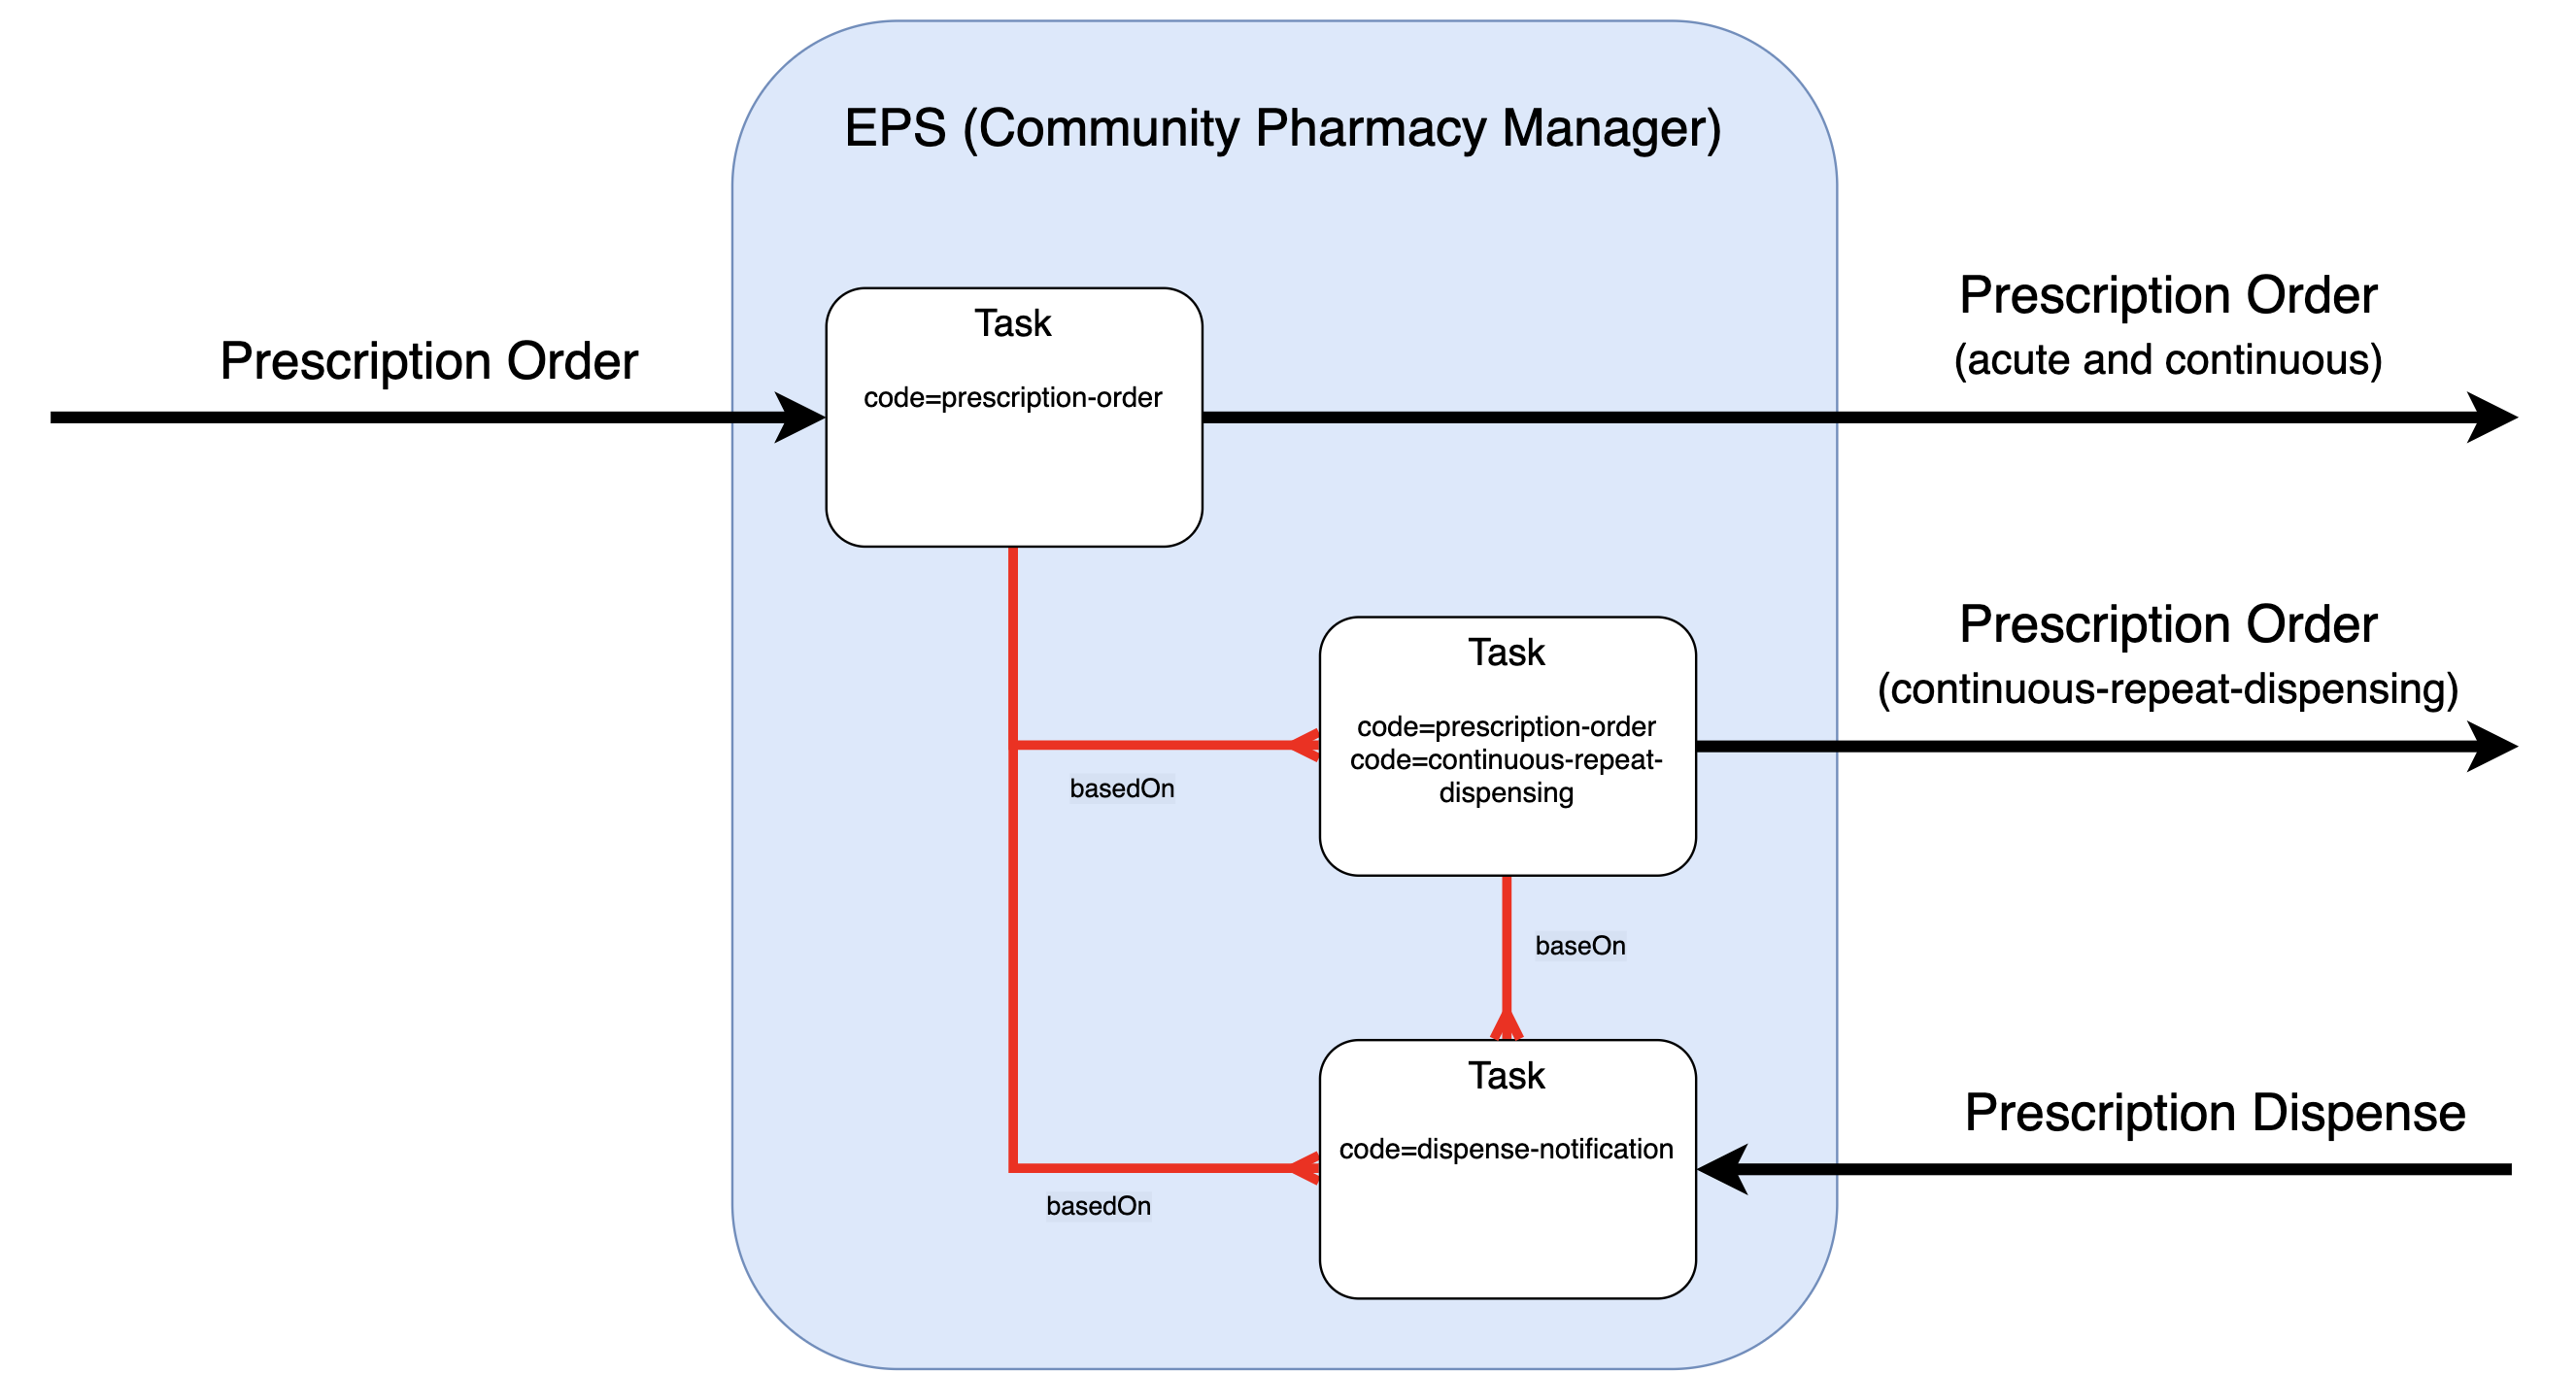 EPS (Community Pharmacy Manager)
Prescription Order
Task
code=prescription-order
Prescription Order
(acute and continuous)
Task
code=prescription-order
code=continuous-repeat-
dispensing
Prescription Order
(continuous-repeat-dispensing)
basedOn
baseOn
Task
code=dispense-notification
Prescription Dispense
basedOn